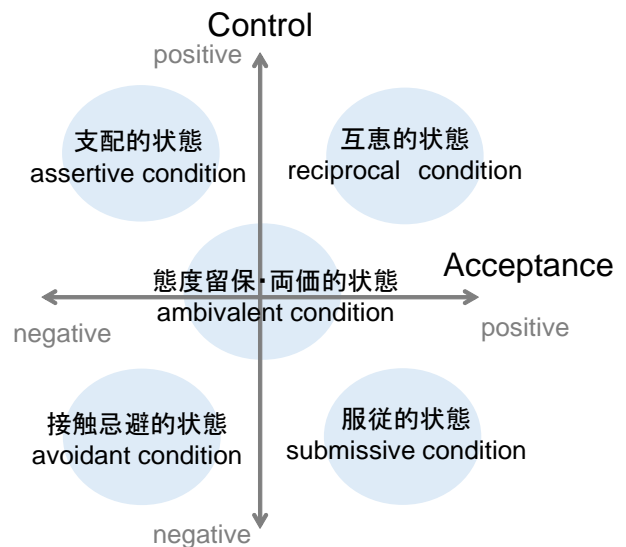 Control
positive
支配的状態
assertive condition
互恵的状態
reciprocal condition
態度留保・両価的状態
ambivalent condition
Acceptance
negative
positive
接触忌避的状態
avoidant condition
服従的状態
submissive condition
negative